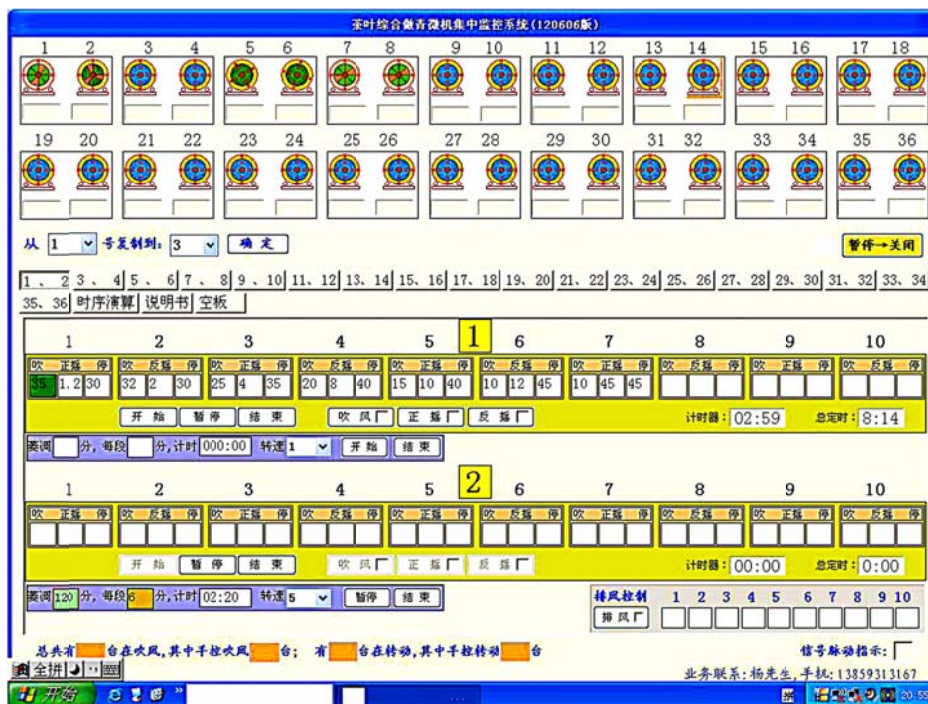 茶叶综合做青微机集中监控系统(120606版)
1 2 3 4 5 6 7 8 9 10 11 12 13 14 15 16 17 18
19 20 21 22 23 24 25 26 27 28 29 30 31 32 33 34 35 36
从 1 号复制到: 3 确 定 暂停→关闭
1 、 2 3 、 4 5 、 6 7 、 8 9 、 10 11、12 13、14 15、16 17、18 19、20 21、22 23、24 25、26 27、28 29、30 31、32 33、34
35、36 时序演算 说明书 空板
1
1 2 3 4 5 6 7 8 9 10
吹 正摇 停 吹 反摇 停 吹 正摇 停 吹 反摇 停 吹 正摇 停 吹 反摇 停 吹 正摇 停 吹 反摇 停 吹 正摇 停 吹 反摇 停
35 1.2 30 32 2 30 25 4 35 20 8 40 15 10 40 10 12 45 10 45 45
开 始 暂 停 结 束 吹 风 正 摇 反 摇 计时器: 02:59 总定时: 8:14
萎凋 分,每段 分,计时 000:00 转速 1 开 始 结 束
2
1 2 3 4 5 6 7 8 9 10
吹 正摇 停 吹 反摇 停 吹 正摇 停 吹 反摇 停 吹 正摇 停 吹 反摇 停 吹 正摇 停 吹 反摇 停 吹 正摇 停 吹 反摇 停
开 始 暂 停 结 束 吹 风 正 摇 反 摇 计时器: 00:00 总定时: 0:00
萎凋 120 分,每段 6 分,计时 02:20 转速 5 暂停 结 束
排风控制 1 2 3 4 5 6 7 8 9 10
排 风
总共有 台在吹风,其中手控吹风 台; 有 台在转动,其中手控转动 台 信号脉动指示:
全拼
业务联系:杨先生,手机:13859313167
开始 » ... 20:55